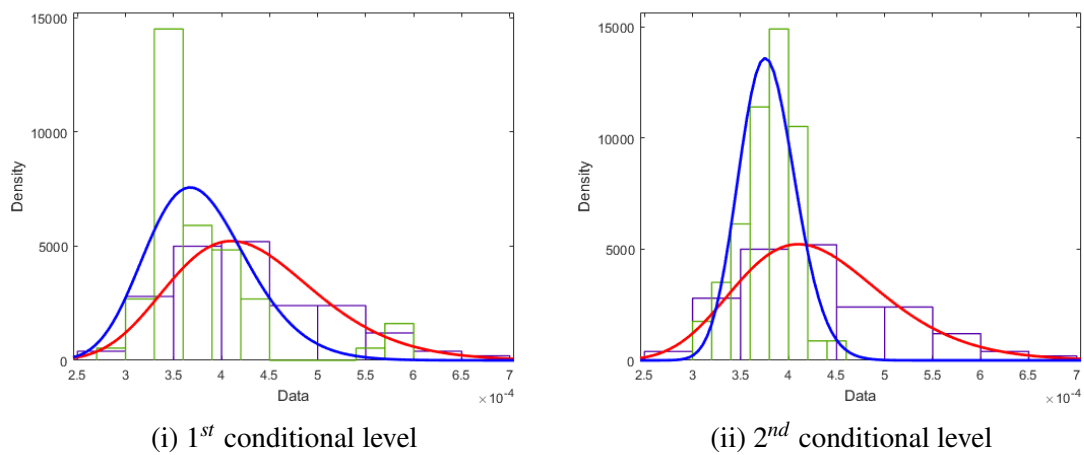 15000
10000
5000
0
Density
2.5 3 3.5 4 4.5 5 5.5 6 6.5 7
Data
×10⁻⁴
(i) 1ˢᵗ conditional level
15000
10000
5000
0
Density
2.5 3 3.5 4 4.5 5 5.5 6 6.5 7
Data
×10⁻⁴
(ii) 2ⁿᵈ conditional level